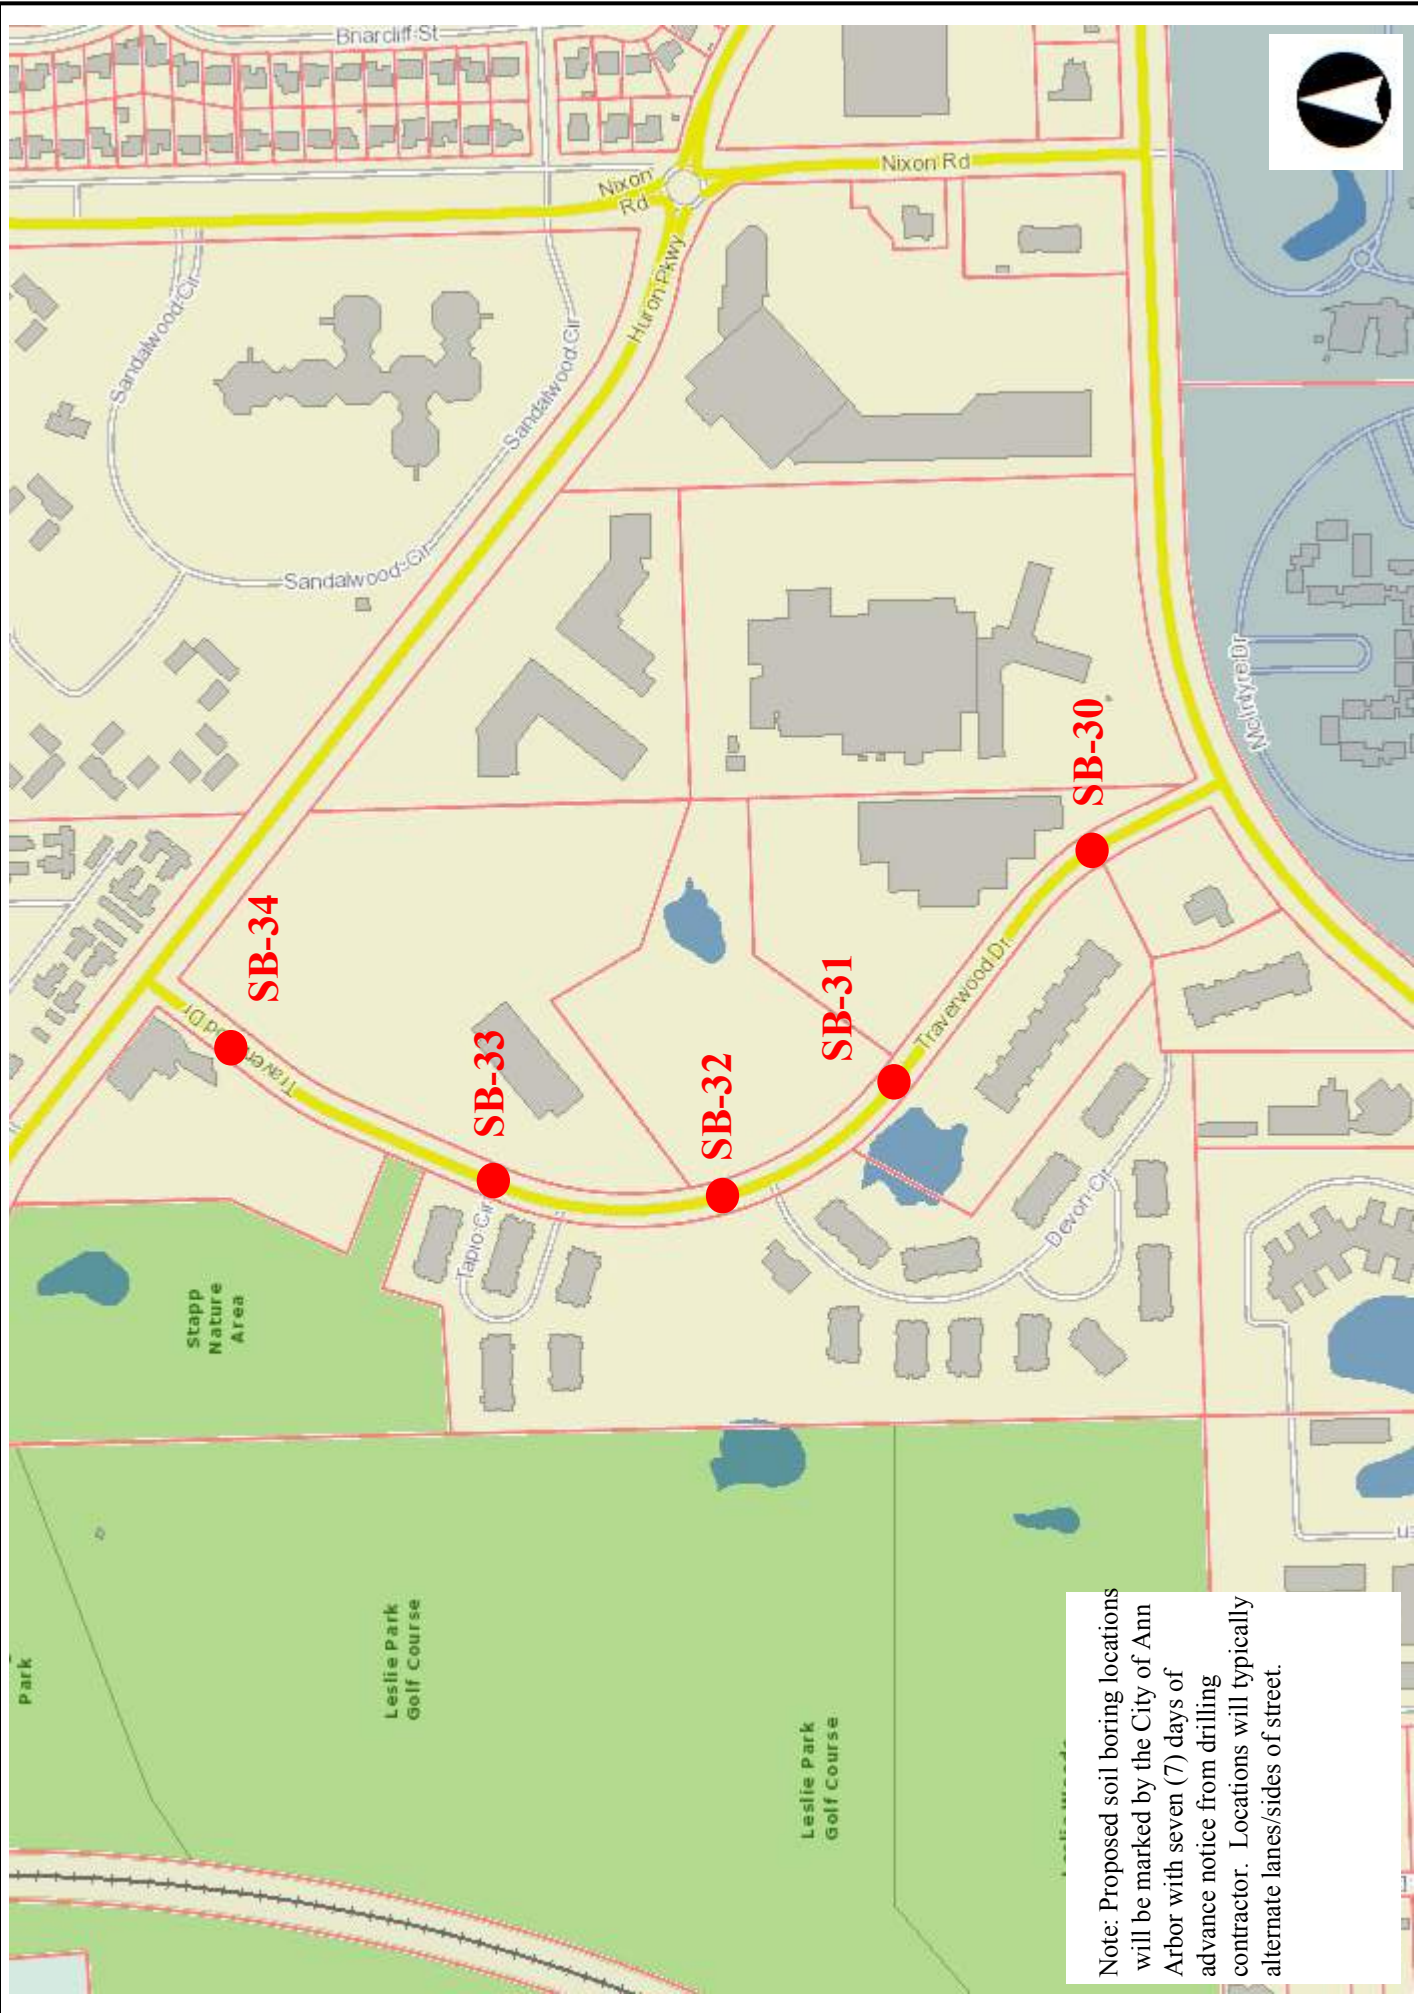 Briarcliff St
Nixon
Rd
Nixon Rd
Huron Pkwy
Sandalwood Cir
Sandalwood Cir
Sandalwood Cir
McIntyre Dr
SB-30
SB-34
SB-31
SB-33
SB-32
Traverwood Dr
Tapio Cir
Devon Cir
Stapp
Nature
Area
Park
Leslie Park
Golf Course
Leslie Park
Golf Course
Note: Proposed soil boring locations
will be marked by the City of Ann
Arbor with seven (7) days of
advance notice from drilling
contractor. Locations will typically
alternate lanes/sides of street.